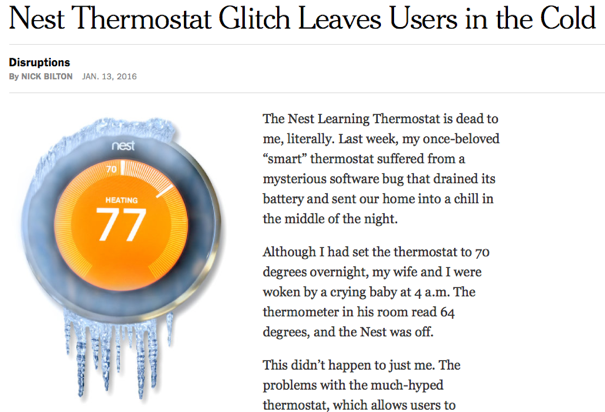 Nest Thermostat Glitch Leaves Users in the Cold
Disruptions
By NICK BILTON JAN. 13, 2016
nest
70
HEATING
77
The Nest Learning Thermostat is dead to
me, literally. Last week, my once-beloved
“smart” thermostat suffered from a
mysterious software bug that drained its
battery and sent our home into a chill in
the middle of the night.
Although I had set the thermostat to 70
degrees overnight, my wife and I were
woken by a crying baby at 4 a.m. The
thermometer in his room read 64
degrees, and the Nest was off.
This didn’t happen to just me. The
problems with the much-hyped
thermostat, which allows users to